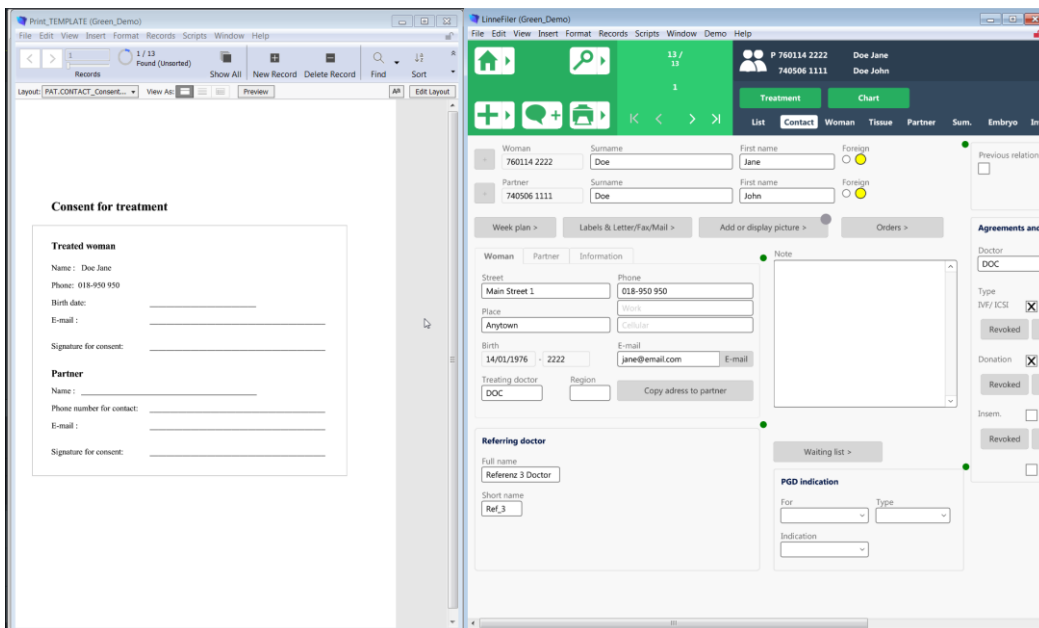 Print_TEMPLATE (Green_Demo)
File Edit View Insert Format Records Scripts Window Help
1
1 / 13
Found (Unsorted)
Records
Show All New Record Delete Record Find Sort
Layout: PAT.CONTACT_Consent... View As: Preview Edit Layout
Consent for treatment
Treated woman
Name : Doe Jane
Phone: 018-950 950
Birth date:
E-mail :
Signature for consent:
Partner
Name :
Phone number for contact:
E-mail :
Signature for consent:
LinneFiler (Green_Demo)
File Edit View Insert Format Records Scripts Window Demo Help
13 /
13
1
P 760114 2222 Doe Jane
740506 1111 Doe John
Treatment Chart
List Contact Woman Tissue Partner Sum. Embryo In
Woman Surname First name Foreign
760114 2222 Doe Jane
Partner Surname First name Foreign
740506 1111 Doe John
Previous relation
Week plan > Labels & Letter/Fax/Mail > Add or display picture > Orders >
Woman Partner Information
Street Phone
Main Street 1 018-950 950
Work
Place
Anytown Cellular
Birth E-mail
14/01/1976 - 2222 jane@email.com E-mail
Treating doctor Region
DOC Copy adress to partner
Note
Agreements and
Doctor
DOC
Type
IVF/ ICSI X
Revoked
Donation X
Revoked
Insem.
Revoked
Referring doctor
Full name
Referenz 3 Doctor
Short name
Ref_3
Waiting list >
PGD indication
For Type
Indication